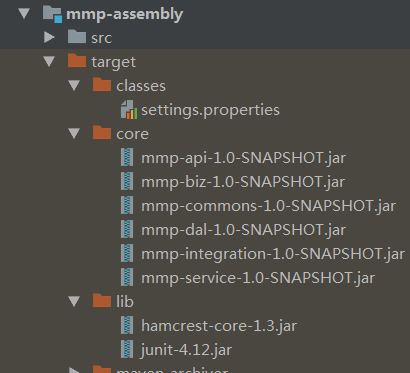 mmp-assembly
src
target
classes
settings.properties
core
mmp-api-1.0-SNAPSHOT.jar
mmp-biz-1.0-SNAPSHOT.jar
mmp-commons-1.0-SNAPSHOT.jar
mmp-dal-1.0-SNAPSHOT.jar
mmp-integration-1.0-SNAPSHOT.jar
mmp-service-1.0-SNAPSHOT.jar
lib
hamcrest-core-1.3.jar
junit-4.12.jar
maven-archiver